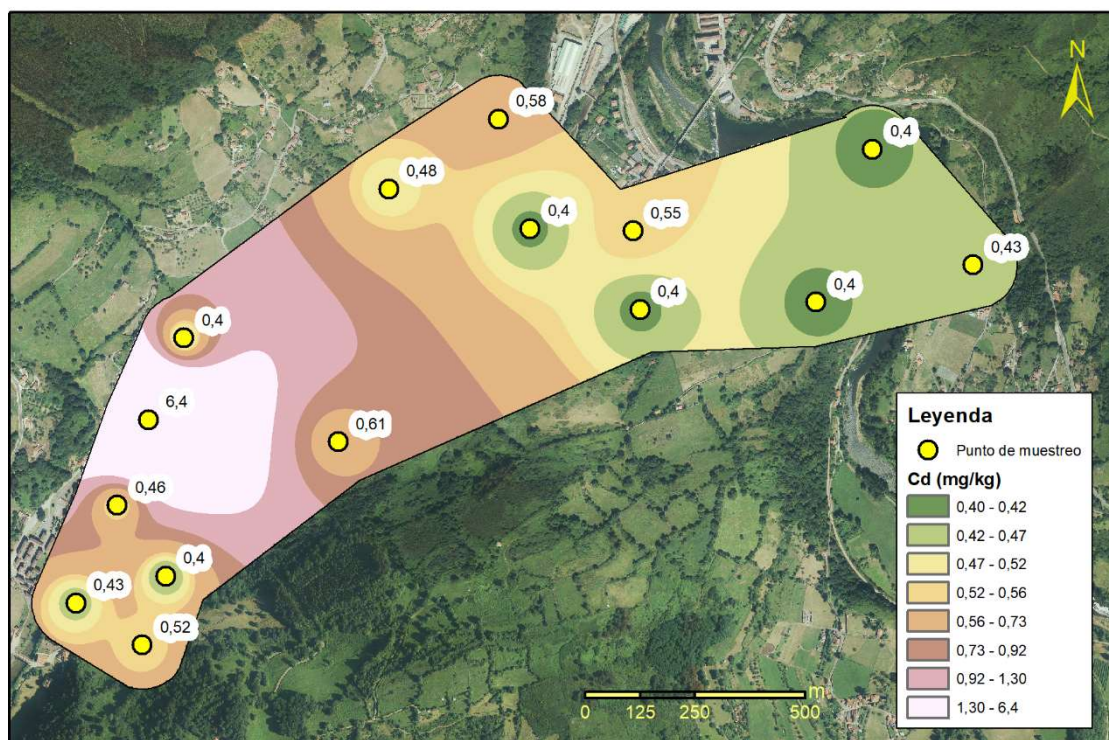 N
0,58
0,4
0,48
0,4
0,55
0,43
0,4
0,4
0,4
6,4
0,61
0,46
0,4
0,43
0,52
m
0 125 250 500
Leyenda
Punto de muestreo
Cd (mg/kg)
0,40 - 0,42
0,42 - 0,47
0,47 - 0,52
0,52 - 0,56
0,56 - 0,73
0,73 - 0,92
0,92 - 1,30
1,30 - 6,4